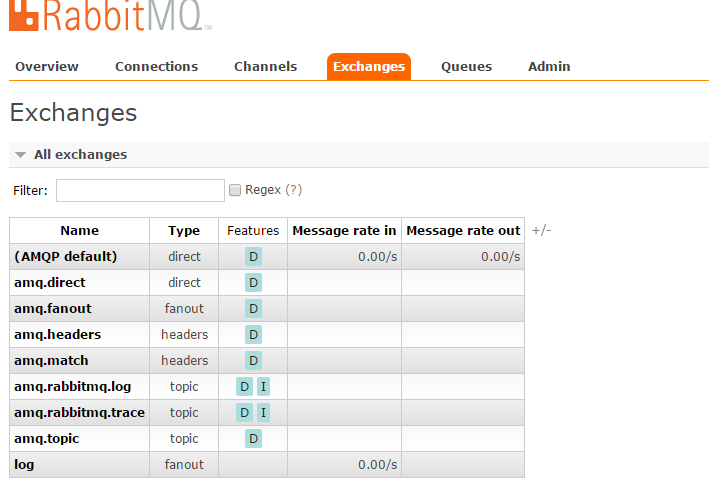 RabbitMQ™
Overview Connections Channels Exchanges Queues Admin
Exchanges
All exchanges
Filter: Regex (?)
Name Type Features Message rate in Message rate out +/-
(AMQP default) direct D 0.00/s 0.00/s
amq.direct direct D
amq.fanout fanout D
amq.headers headers D
amq.match headers D
amq.rabbitmq.log topic D I
amq.rabbitmq.trace topic D I
amq.topic topic D
log fanout 0.00/s